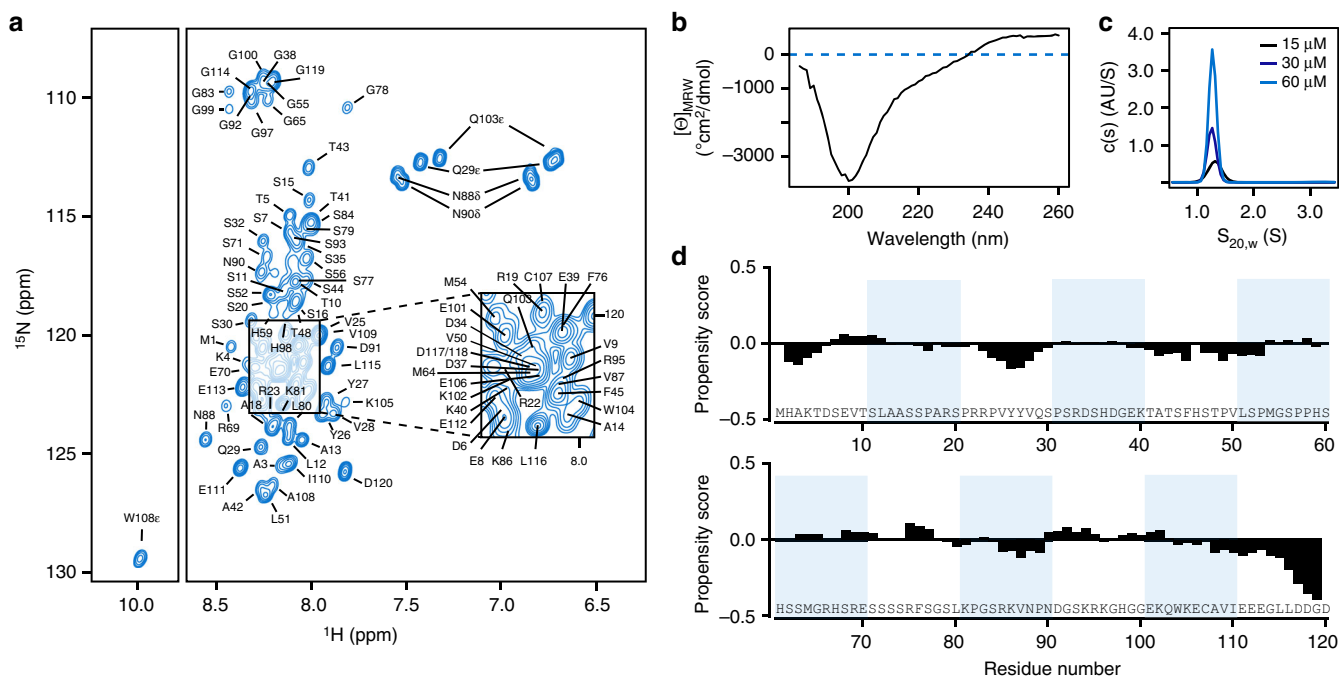 a
G100 G38
G114
G119
G83
G78
G99
G55
G92
G65
G97
Q103ε
T43
Q29ε
S15
N88δ
T5
T41
N90δ
S32
S7
S84
S79
S71
S93
N90
S35
S11
S56
S77
S52
S44
S20
T10
S16
S30
V25
H59
T48
V109
M1
H98
D91
K4
L115
E70
R23
K81
Y27
E113
A18
L80
K105
N88
V28
R69
Y26
Q29
A13
A3
L12
I110
E111
D120
A108
A42
L51
W108ε
R19
C107
E39
F76
M54
Q103
E101
120
D34
V9
V50
R95
D117/118
D37
V87
M64
F45
E106
K102
R22
W104
K40
E112
A14
D6
E8
K86
L116
8.0
110
115
120
125
130
15N (ppm)
10.0
8.5
8.0
7.5
7.0
6.5
1H (ppm)
b
0
−1000
−3000
[Θ]MRW
(°cm2/dmol)
200
220
240
260
Wavelength (nm)
c
4.0
3.0
2.0
1.0
0
c(s) (AU/S)
15 μM
30 μM
60 μM
1.0
2.0
3.0
S20,w (S)
d
0.5
0.0
−0.5
Propensity score
MHAKTDSEVTSLAASSPARSPRRPVYYVQSPSRDSHDGEKTATSFHSTPVLSPMGSPPHS
10
20
30
40
50
60
0.5
0.0
−0.5
Propensity score
HSSMGRHSRESSSSRFSGSLKPGSRKVNPNDGSKRKGHGGEKQWKECAVIEEEGLLDDGD
70
80
90
100
110
120
Residue number